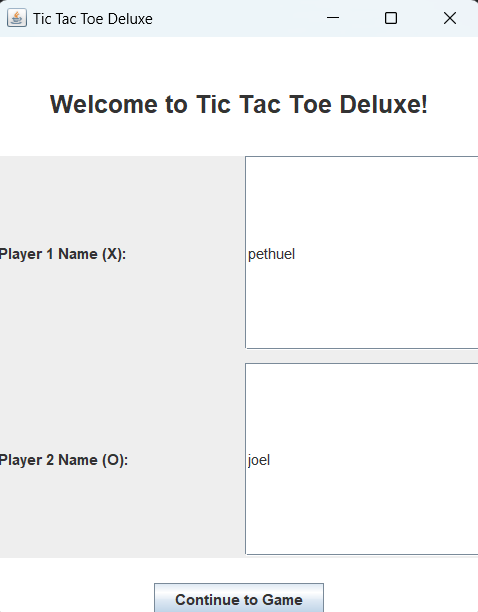 Tic Tac Toe Deluxe
Welcome to Tic Tac Toe Deluxe!
Player 1 Name (X):
pethuel
Player 2 Name (O):
joel
Continue to Game